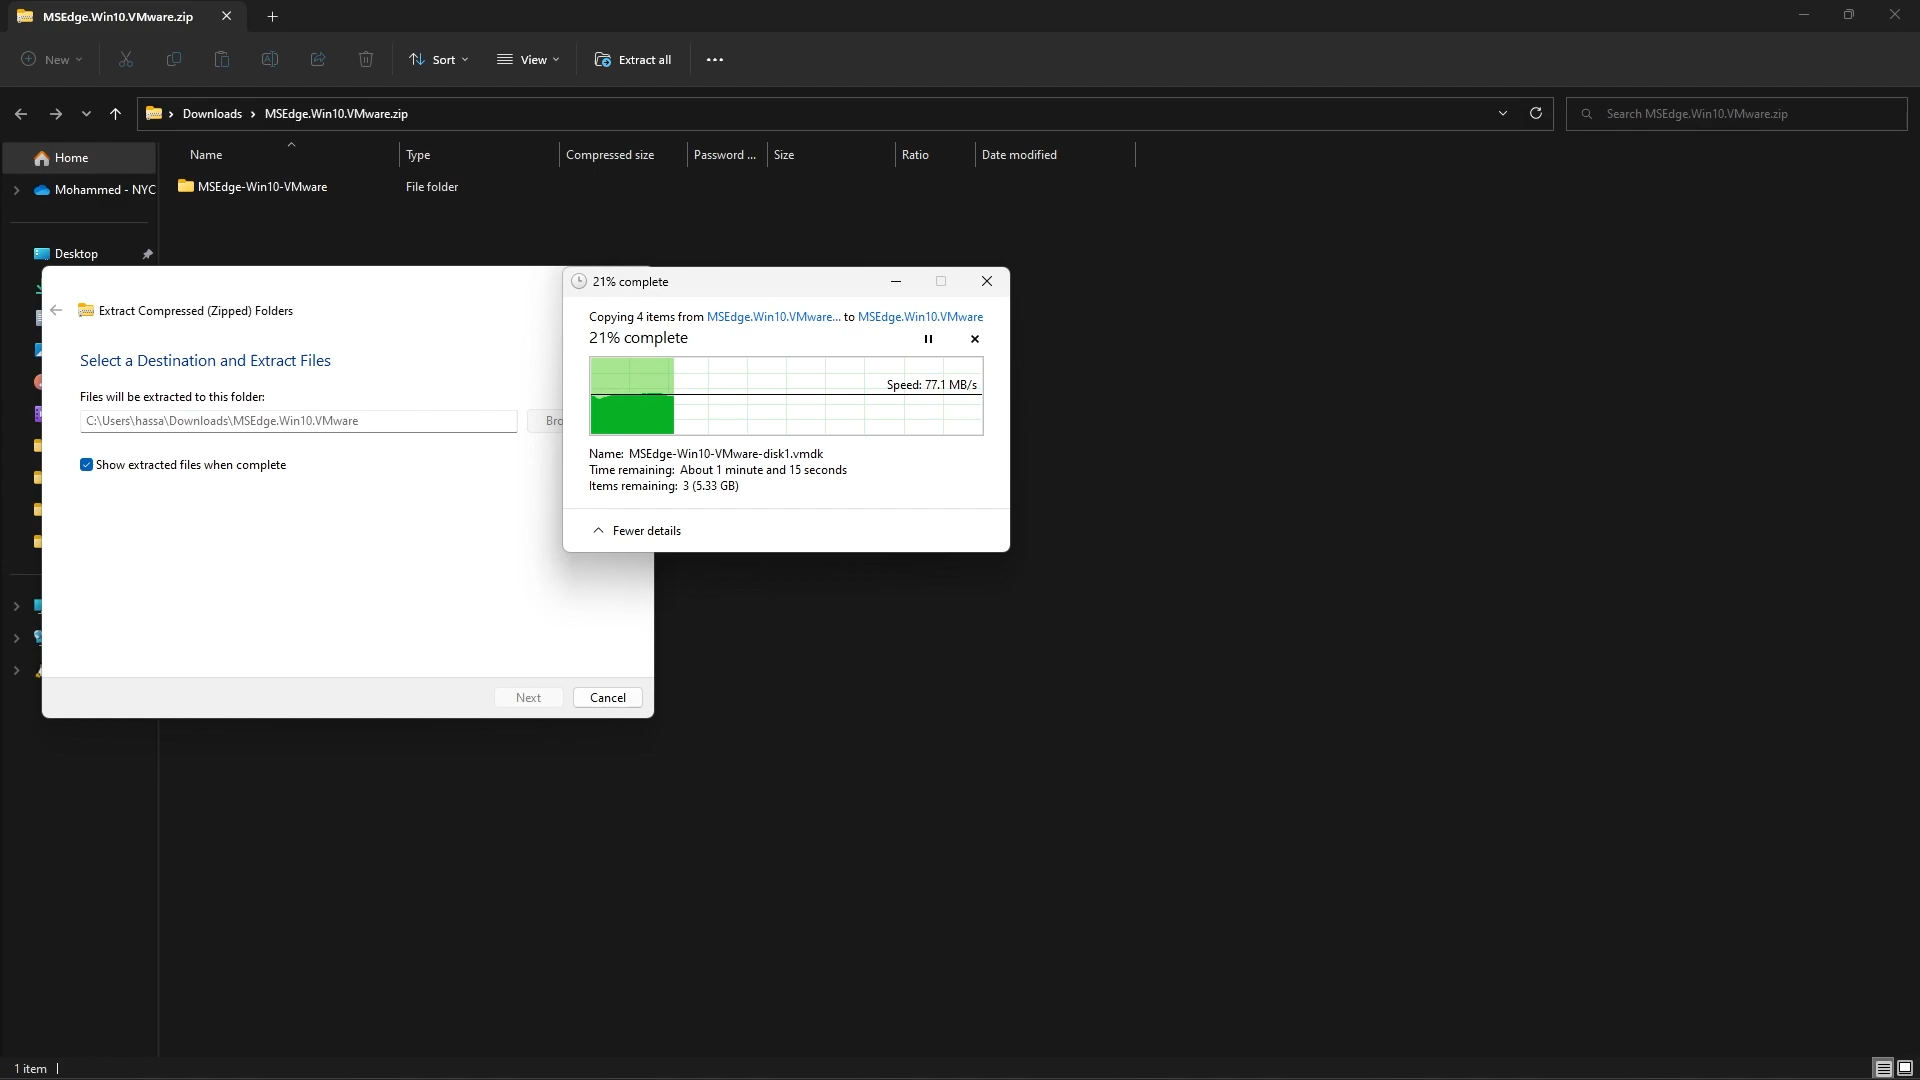 MSEdge.Win10.VMware.zip
New
Sort
View
Extract all
Downloads > MSEdge.Win10.VMware.zip
Search MSEdge.Win10.VMware.zip
Home
Mohammed - NYC
Desktop
Name Type Compressed size Password ... Size Ratio Date modified
MSEdge-Win10-VMware File folder
Extract Compressed (Zipped) Folders
Select a Destination and Extract Files
Files will be extracted to this folder:
C:\Users\hassa\Downloads\MSEdge.Win10.VMware
Bro
Show extracted files when complete
Next
Cancel
21% complete
Copying 4 items from MSEdge.Win10.VMware... to MSEdge.Win10.VMware
21% complete
Speed: 77.1 MB/s
Name: MSEdge-Win10-VMware-disk1.vmdk
Time remaining: About 1 minute and 15 seconds
Items remaining: 3 (5.33 GB)
Fewer details
1 item